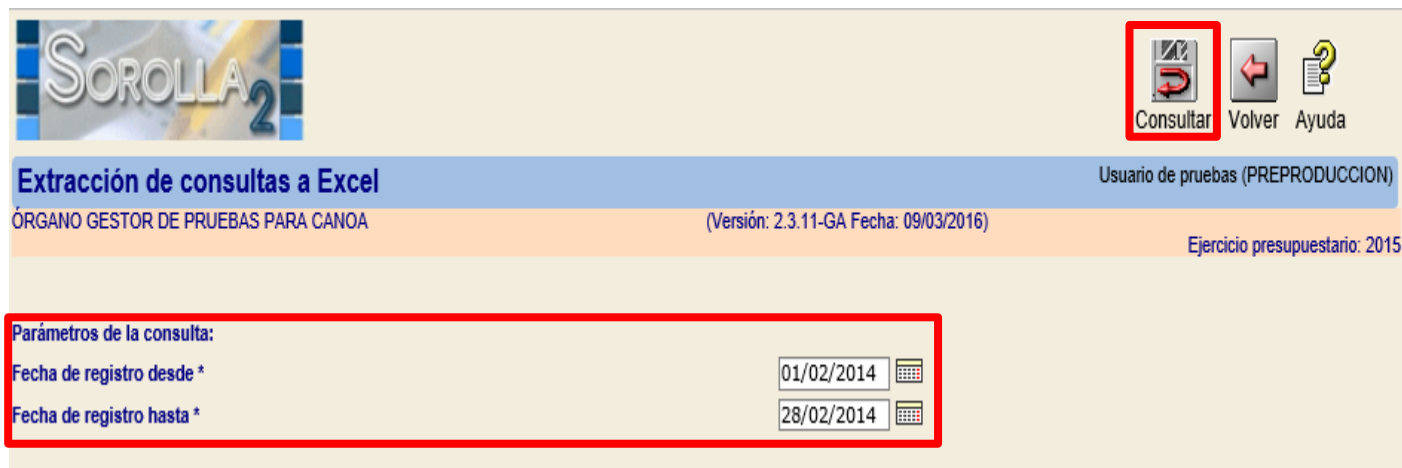 SOROLLA2
Consultar Volver Ayuda
Extracción de consultas a Excel
Usuario de pruebas (PREPRODUCCION)
ÓRGANO GESTOR DE PRUEBAS PARA CANOA
(Versión: 2.3.11-GA Fecha: 09/03/2016)
Ejercicio presupuestario: 2015
Parámetros de la consulta:
Fecha de registro desde * 01/02/2014
Fecha de registro hasta * 28/02/2014